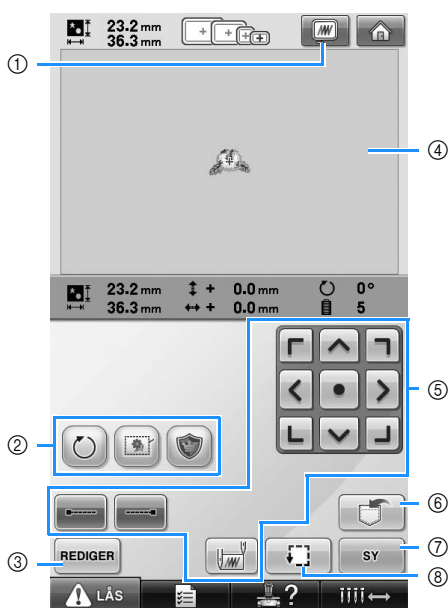 23.2 mm
36.3 mm
①
④
23.2 mm + 0.0 mm 0°
36.3 mm + 0.0 mm 5
⑤
②
⑥
③ REDIGER SY ⑦
⑧
LÅS ?